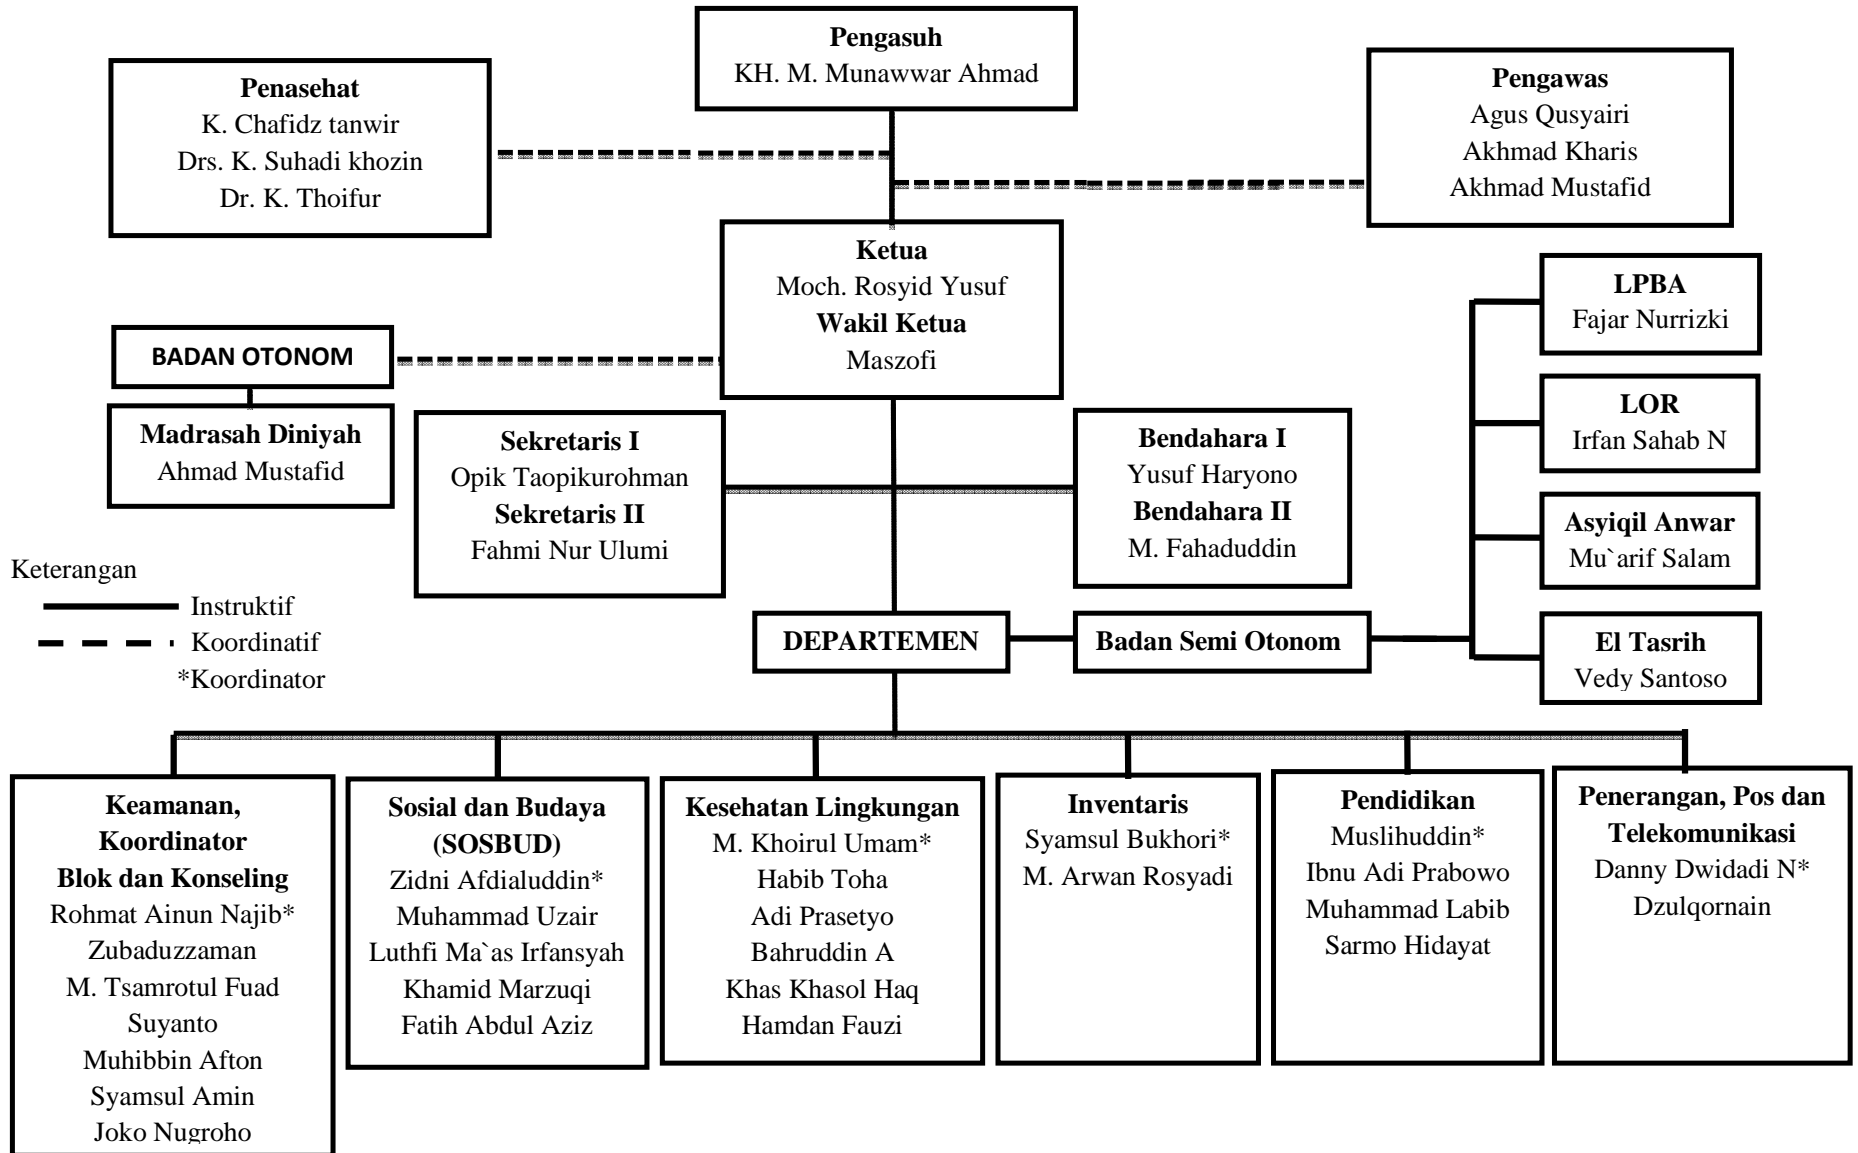 Pengasuh
KH. M. Munawwar Ahmad
Penasehat
K. Chafidz tanwir
Drs. K. Suhadi khozin
Dr. K. Thoifur
Pengawas
Agus Qusyairi
Akhmad Kharis
Akhmad Mustafid
Ketua
Moch. Rosyid Yusuf
Wakil Ketua
Maszofi
BADAN OTONOM
Madrasah Diniyah
Ahmad Mustafid
Sekretaris I
Opik Taopikurohman
Sekretaris II
Fahmi Nur Ulumi
Bendahara I
Yusuf Haryono
Bendahara II
M. Fahaduddin
LPBA
Fajar Nurrizki
LOR
Irfan Sahab N
Asyiqil Anwar
Mu`arif Salam
El Tasrih
Vedy Santoso
Keterangan
Instruktif
Koordinatif
*Koordinator
DEPARTEMEN
Badan Semi Otonom
Keamanan,
Koordinator
Blok dan Konseling
Rohmat Ainun Najib*
Zubaduzzaman
M. Tsamrotul Fuad
Suyanto
Muhibbin Afton
Syamsul Amin
Joko Nugroho
Sosial dan Budaya
(SOSBUD)
Zidni Afdialuddin*
Muhammad Uzair
Luthfi Ma`as Irfansyah
Khamid Marzuqi
Fatih Abdul Aziz
Kesehatan Lingkungan
M. Khoirul Umam*
Habib Toha
Adi Prasetyo
Bahruddin A
Khas Khasol Haq
Hamdan Fauzi
Inventaris
Syamsul Bukhori*
M. Arwan Rosyadi
Pendidikan
Muslihuddin*
Ibnu Adi Prabowo
Muhammad Labib
Sarmo Hidayat
Penerangan, Pos dan
Telekomunikasi
Danny Dwidadi N*
Dzulqornain